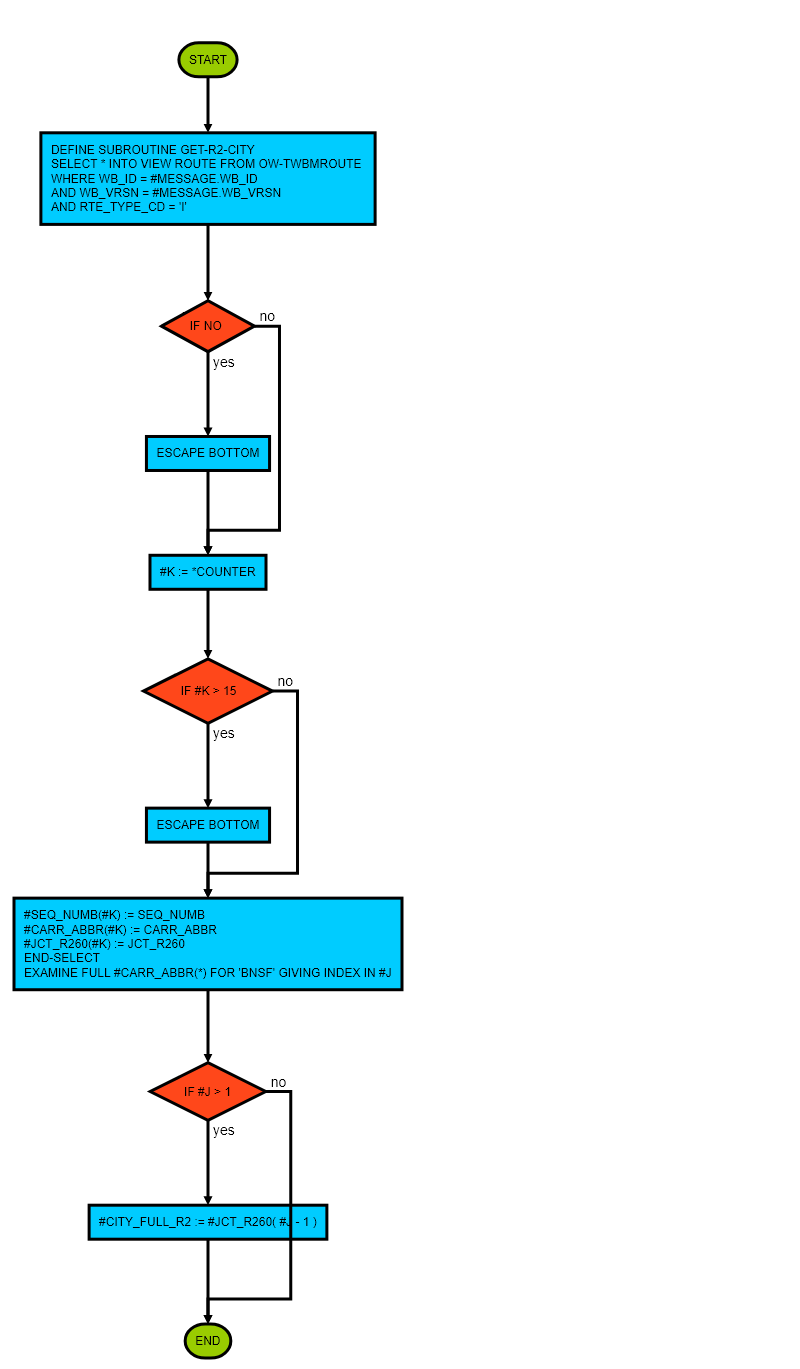 START
DEFINE SUBROUTINE GET-R2-CITY
SELECT * INTO VIEW ROUTE FROM OW-TWBMROUTE
WHERE WB_ID = #MESSAGE.WB_ID
AND WB_VRSN = #MESSAGE.WB_VRSN
AND RTE_TYPE_CD = 'I'
IF NO
no
yes
ESCAPE BOTTOM
#K := *COUNTER
IF #K > 15
no
yes
ESCAPE BOTTOM
#SEQ_NUMB(#K) := SEQ_NUMB
#CARR_ABBR(#K) := CARR_ABBR
#JCT_R260(#K) := JCT_R260
END-SELECT
EXAMINE FULL #CARR_ABBR(*) FOR 'BNSF' GIVING INDEX IN #J
IF #J > 1
no
yes
#CITY_FULL_R2 := #JCT_R260( #J - 1 )
END